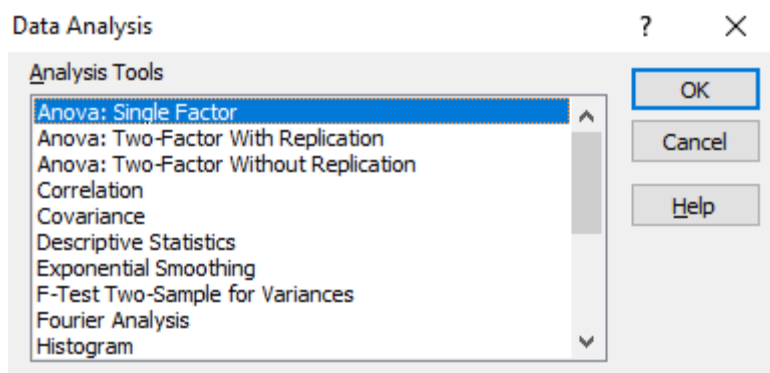 Data Analysis ?
Analysis Tools
Anova: Single Factor
Anova: Two-Factor With Replication
Anova: Two-Factor Without Replication
Correlation
Covariance
Descriptive Statistics
Exponential Smoothing
F-Test Two-Sample for Variances
Fourier Analysis
Histogram
OK
Cancel
Help